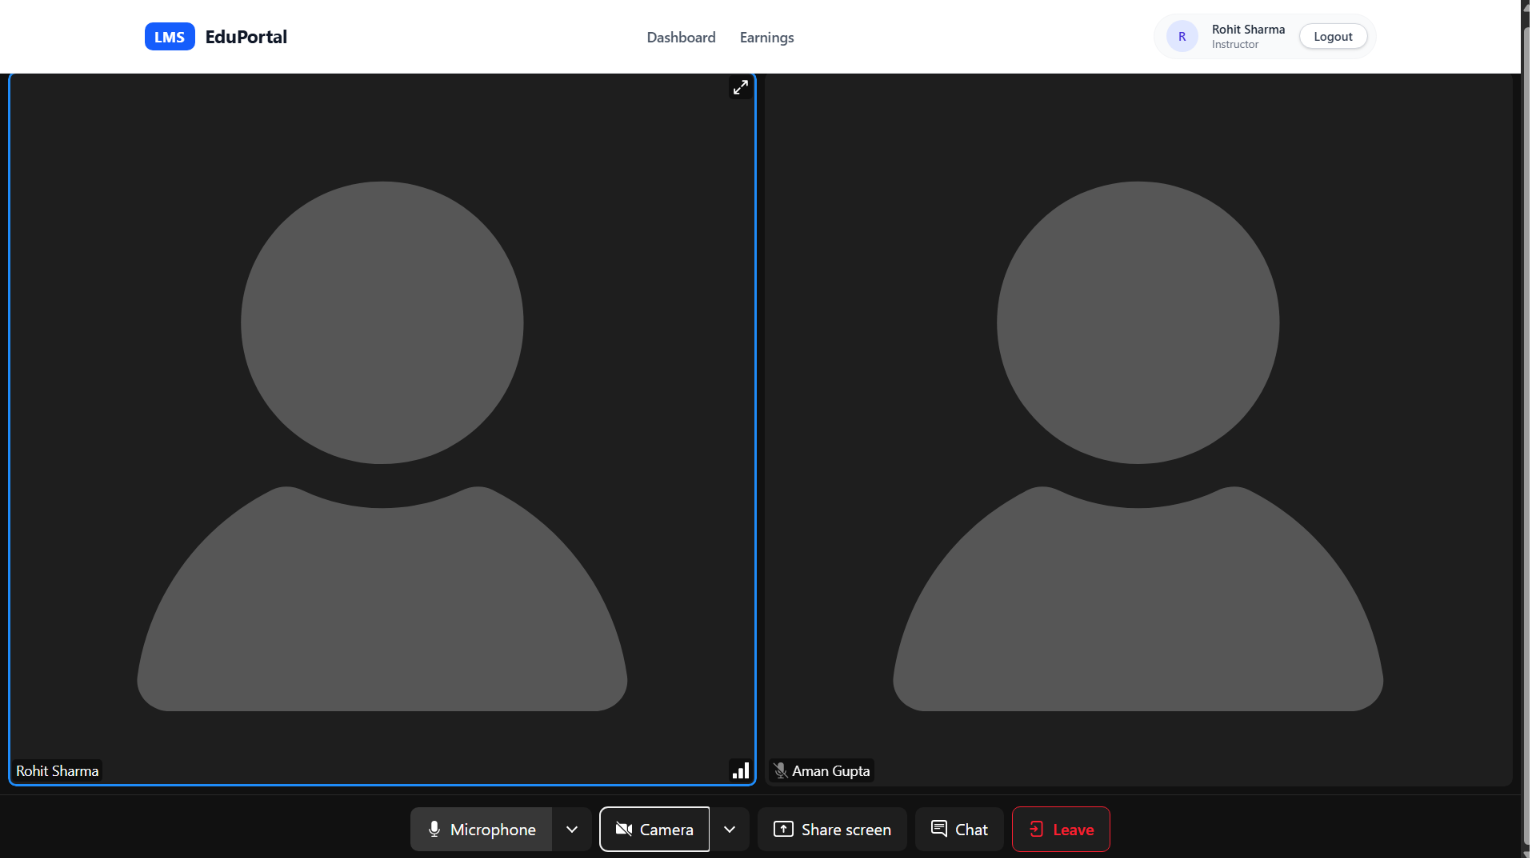 LMS EduPortal
Dashboard Earnings
R
Rohit Sharma
Instructor
Logout
Rohit Sharma
Aman Gupta
Microphone
Camera
Share screen
Chat
Leave